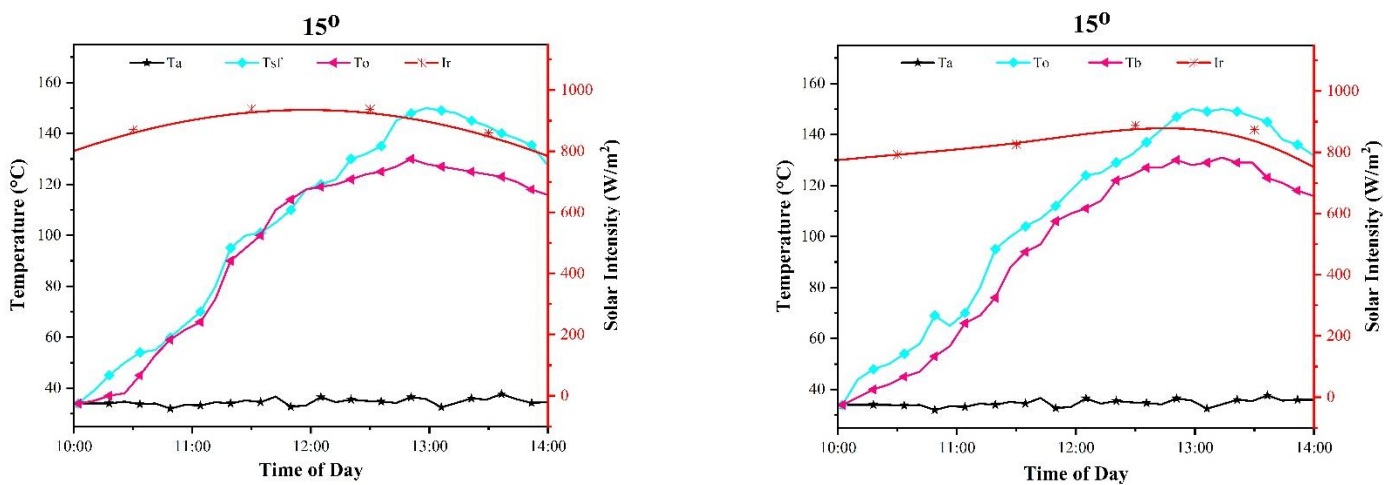 15⁰
Ta Tsf To Ir
160
140
120
100
80
60
40
1000
800
600
400
200
0
Temperature (°C)
Solar Intensity (W/m²)
10:00 11:00 12:00 13:00 14:00
Time of Day
15⁰
Ta To Tb Ir
160
140
120
100
80
60
40
1000
800
600
400
200
0
Temperature (°C)
Solar Intensity (W/m²)
10:00 11:00 12:00 13:00 14:00
Time of Day